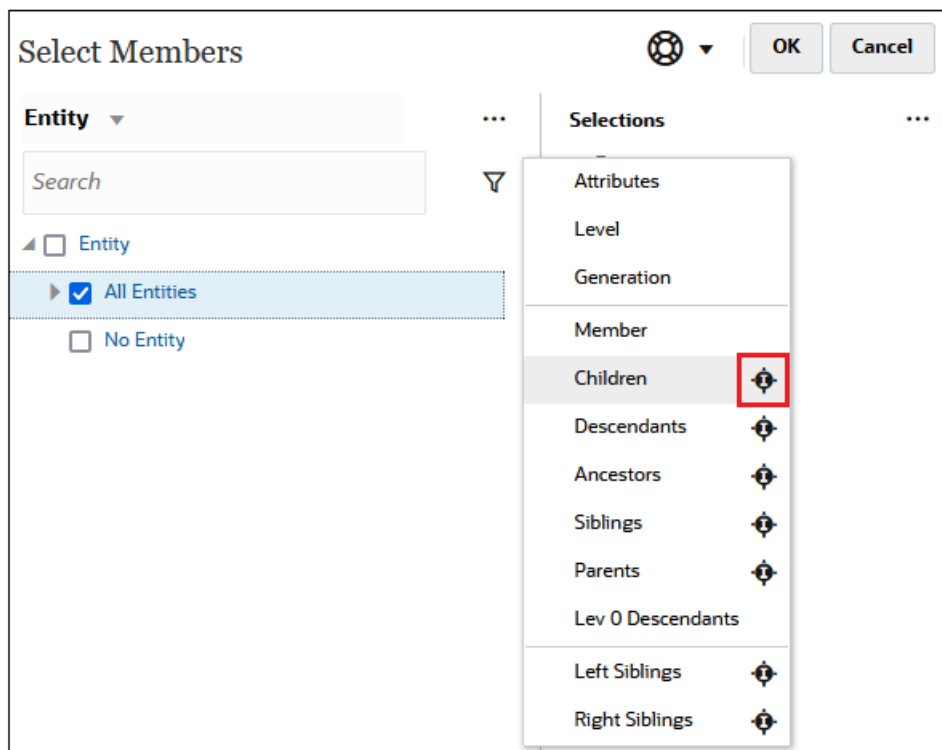 Select Members
OK
Cancel
Entity
Selections
Search
Entity
All Entities
No Entity
Attributes
Level
Generation
Member
Children
Descendants
Ancestors
Siblings
Parents
Lev 0 Descendants
Left Siblings
Right Siblings